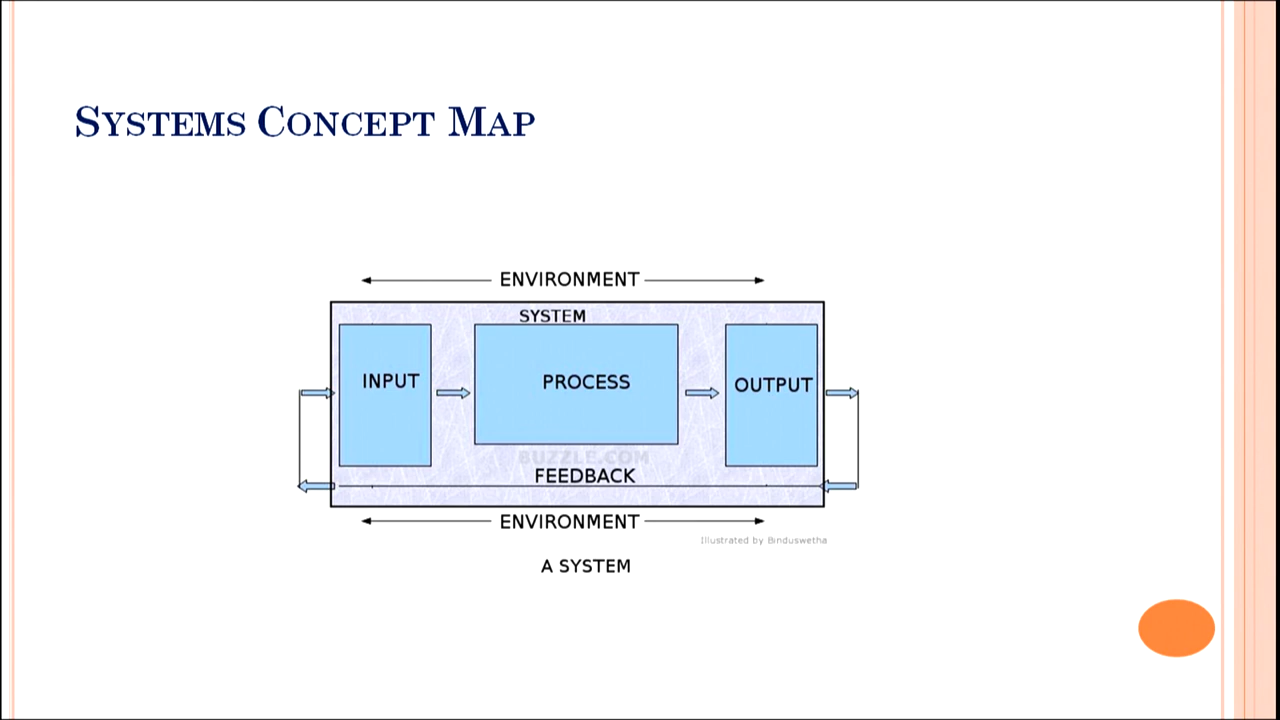 Systems Concept Map
ENVIRONMENT
SYSTEM
INPUT
PROCESS
OUTPUT
BUZZLE.COM
FEEDBACK
ENVIRONMENT
Illustrated by Binduswetha
A SYSTEM